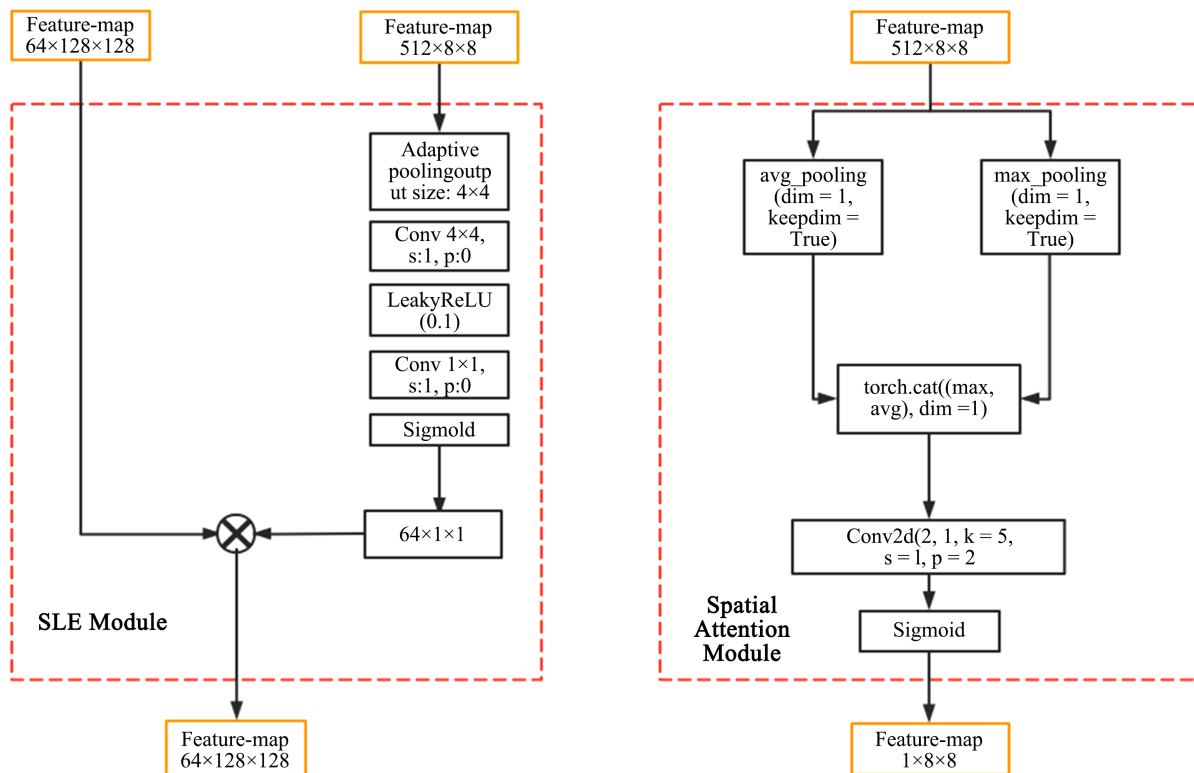 Feature-map
64×128×128
Feature-map
512×8×8
Adaptive
poolingoutp
ut size: 4×4
Conv 4×4,
s:1, p:0
LeakyReLU
(0.1)
Conv 1×1,
s:1, p:0
Sigmold
64×1×1
SLE Module
Feature-map
64×128×128
Feature-map
512×8×8
avg_pooling
(dim = 1,
keepdim =
True)
max_pooling
(dim = 1,
keepdim =
True)
torch.cat((max,
avg), dim =1)
Conv2d(2, 1, k = 5,
s = l, p = 2
Sigmoid
Spatial
Attention
Module
Feature-map
1×8×8